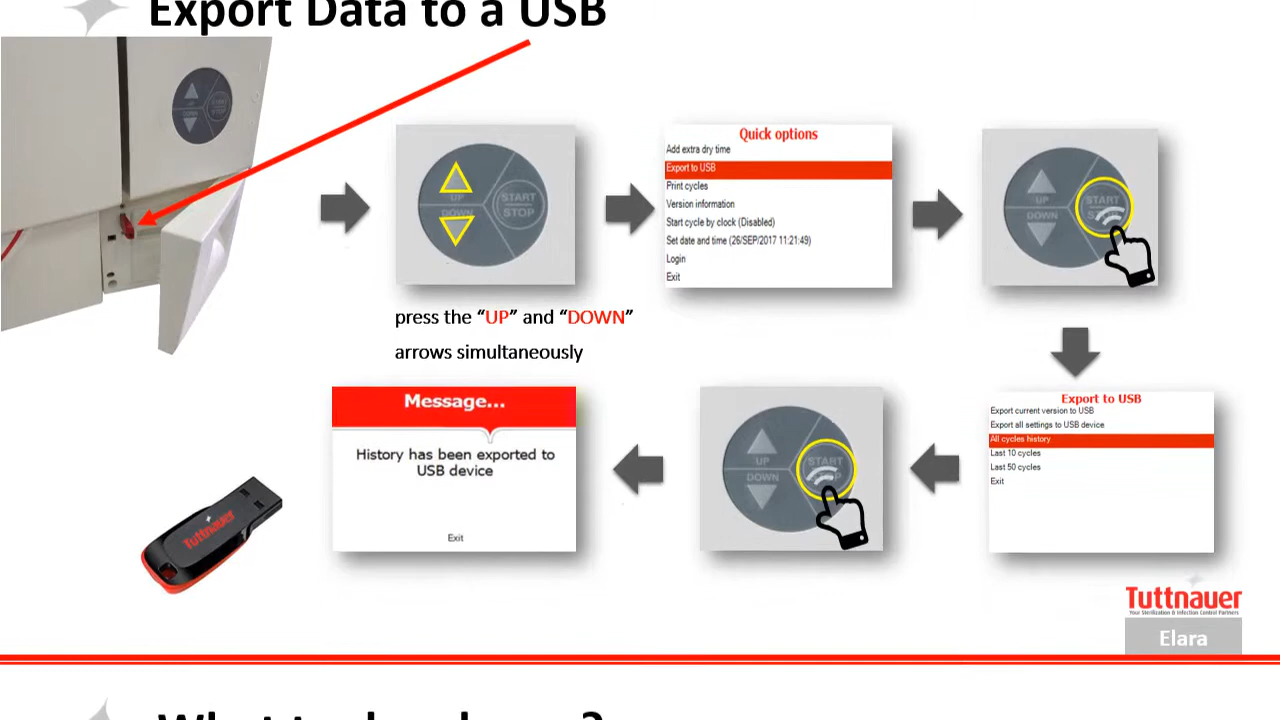 Export Data to a USB
UP
DOWN
START
STOP
Quick options
Add extra dry time
Export to USB
Print cycles
Version information
Start cycle by clock (Disabled)
Set date and time (26/SEP/2017 11:21:49)
Login
Exit
UP
DOWN
START
press the “UP” and “DOWN”
arrows simultaneously
Message...
History has been exported to
USB device
Exit
UP
DOWN
START
Export to USB
Export current version to USB
Export all settings to USB device
All cycles history
Last 10 cycles
Last 50 cycles
Exit
Tuttnauer
Tuttnauer
Your Sterilization & Infection Control Partners
Elara